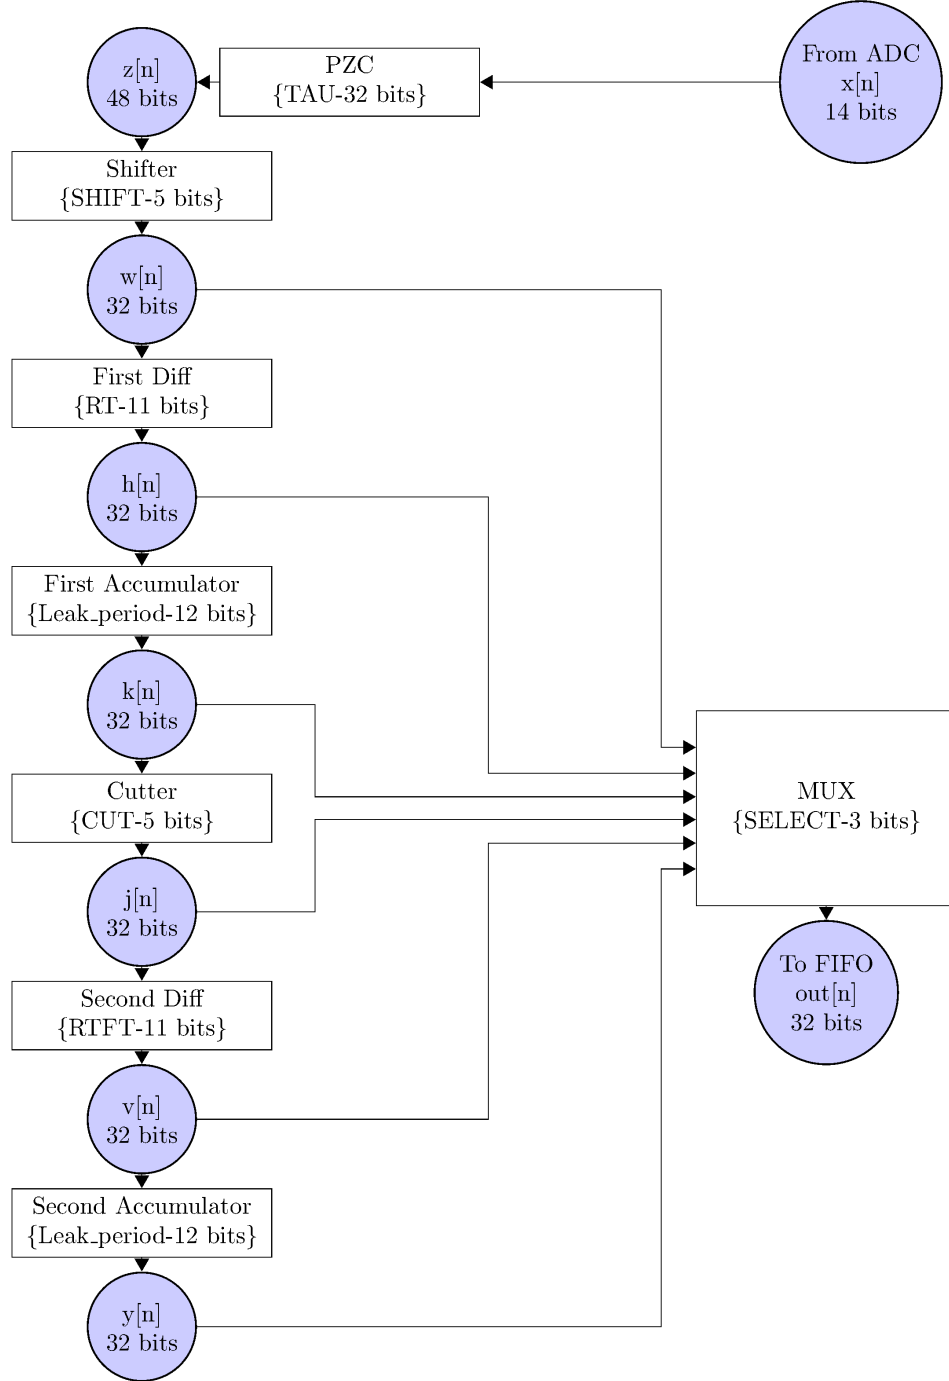 From ADC
x[n]
14 bits
PZC
{TAU-32 bits}
z[n]
48 bits
Shifter
{SHIFT-5 bits}
w[n]
32 bits
First Diff
{RT-11 bits}
h[n]
32 bits
First Accumulator
{Leak_period-12 bits}
k[n]
32 bits
Cutter
{CUT-5 bits}
j[n]
32 bits
Second Diff
{RTFT-11 bits}
v[n]
32 bits
Second Accumulator
{Leak_period-12 bits}
y[n]
32 bits
MUX
{SELECT-3 bits}
To FIFO
out[n]
32 bits